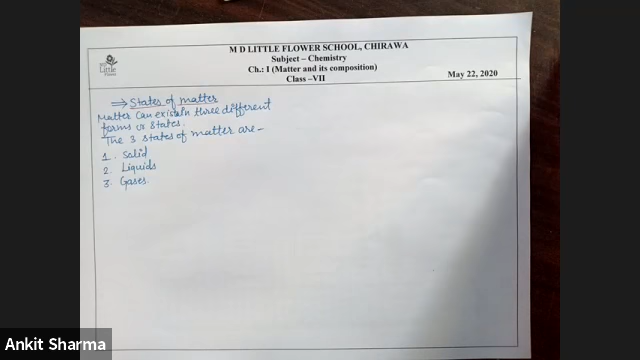 M D LITTLE FLOWER SCHOOL, CHIRAWA
Subject – Chemistry
Ch.: I (Matter and its composition)
Class –VII
May 22, 2020
Little
Flower
⇒ States of matter
Matter Can exist in three different
forms or States.
The 3 states of matter are –
1. Solid
2. Liquids
3. Gases.
Ankit Sharma